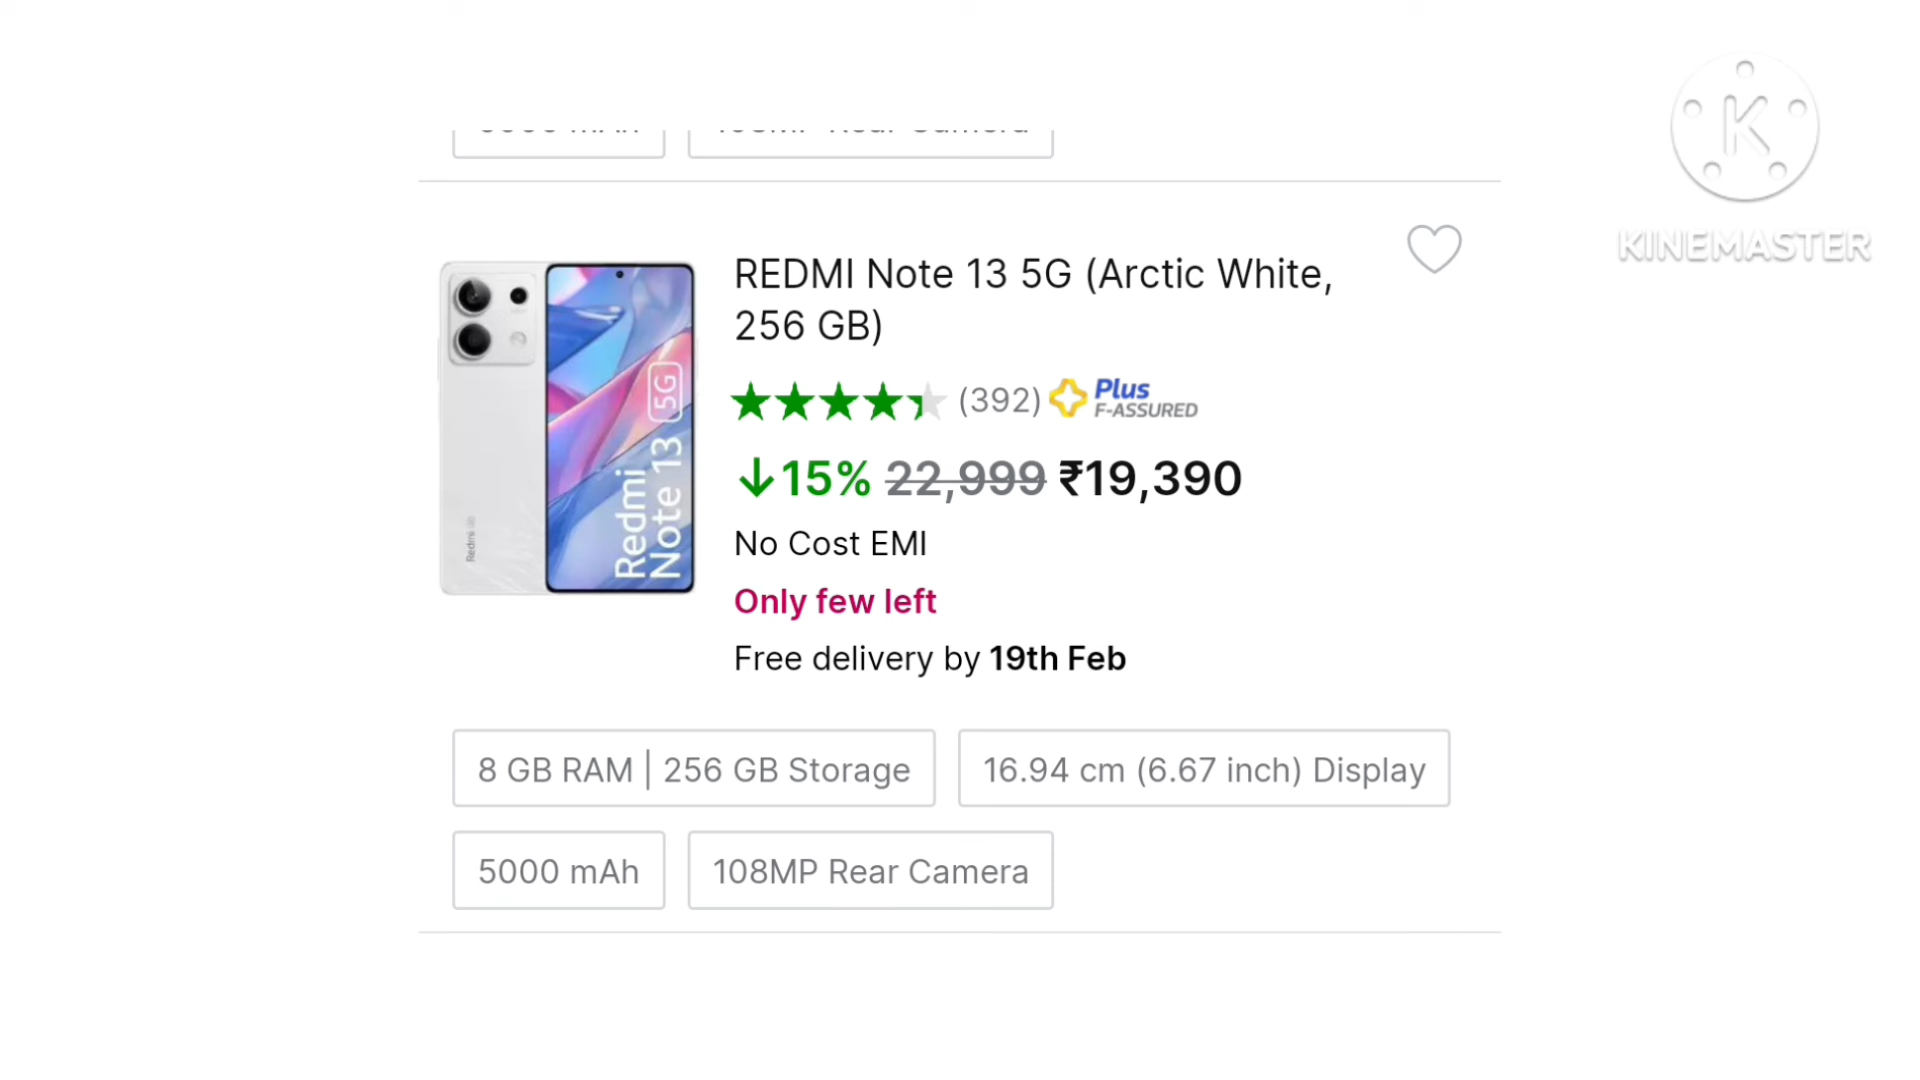 KINEMASTER
REDMI Note 13 5G (Arctic White,
256 GB)
(392) Plus
F-ASSURED
↓15% 22,999 ₹19,390
No Cost EMI
Only few left
Free delivery by 19th Feb
Redmi
Note 13 5G
Redmi
8 GB RAM | 256 GB Storage
16.94 cm (6.67 inch) Display
5000 mAh
108MP Rear Camera